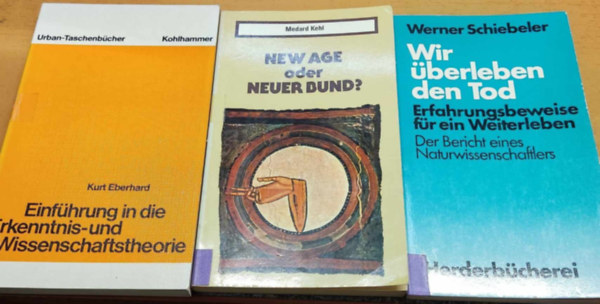 Urban-Taschenbücher Kohlhammer
Kurt Eberhard
Einführung in die
Erkenntnis- und
Wissenschaftstheorie
Medard Kehl
NEW AGE
oder
NEUER BUND?
Werner Schiebeler
Wir
überleben
den Tod
Erfahrungsbeweise
für ein Weiterleben
Der Bericht eines
Naturwissenschaftlers
Herderbücherei